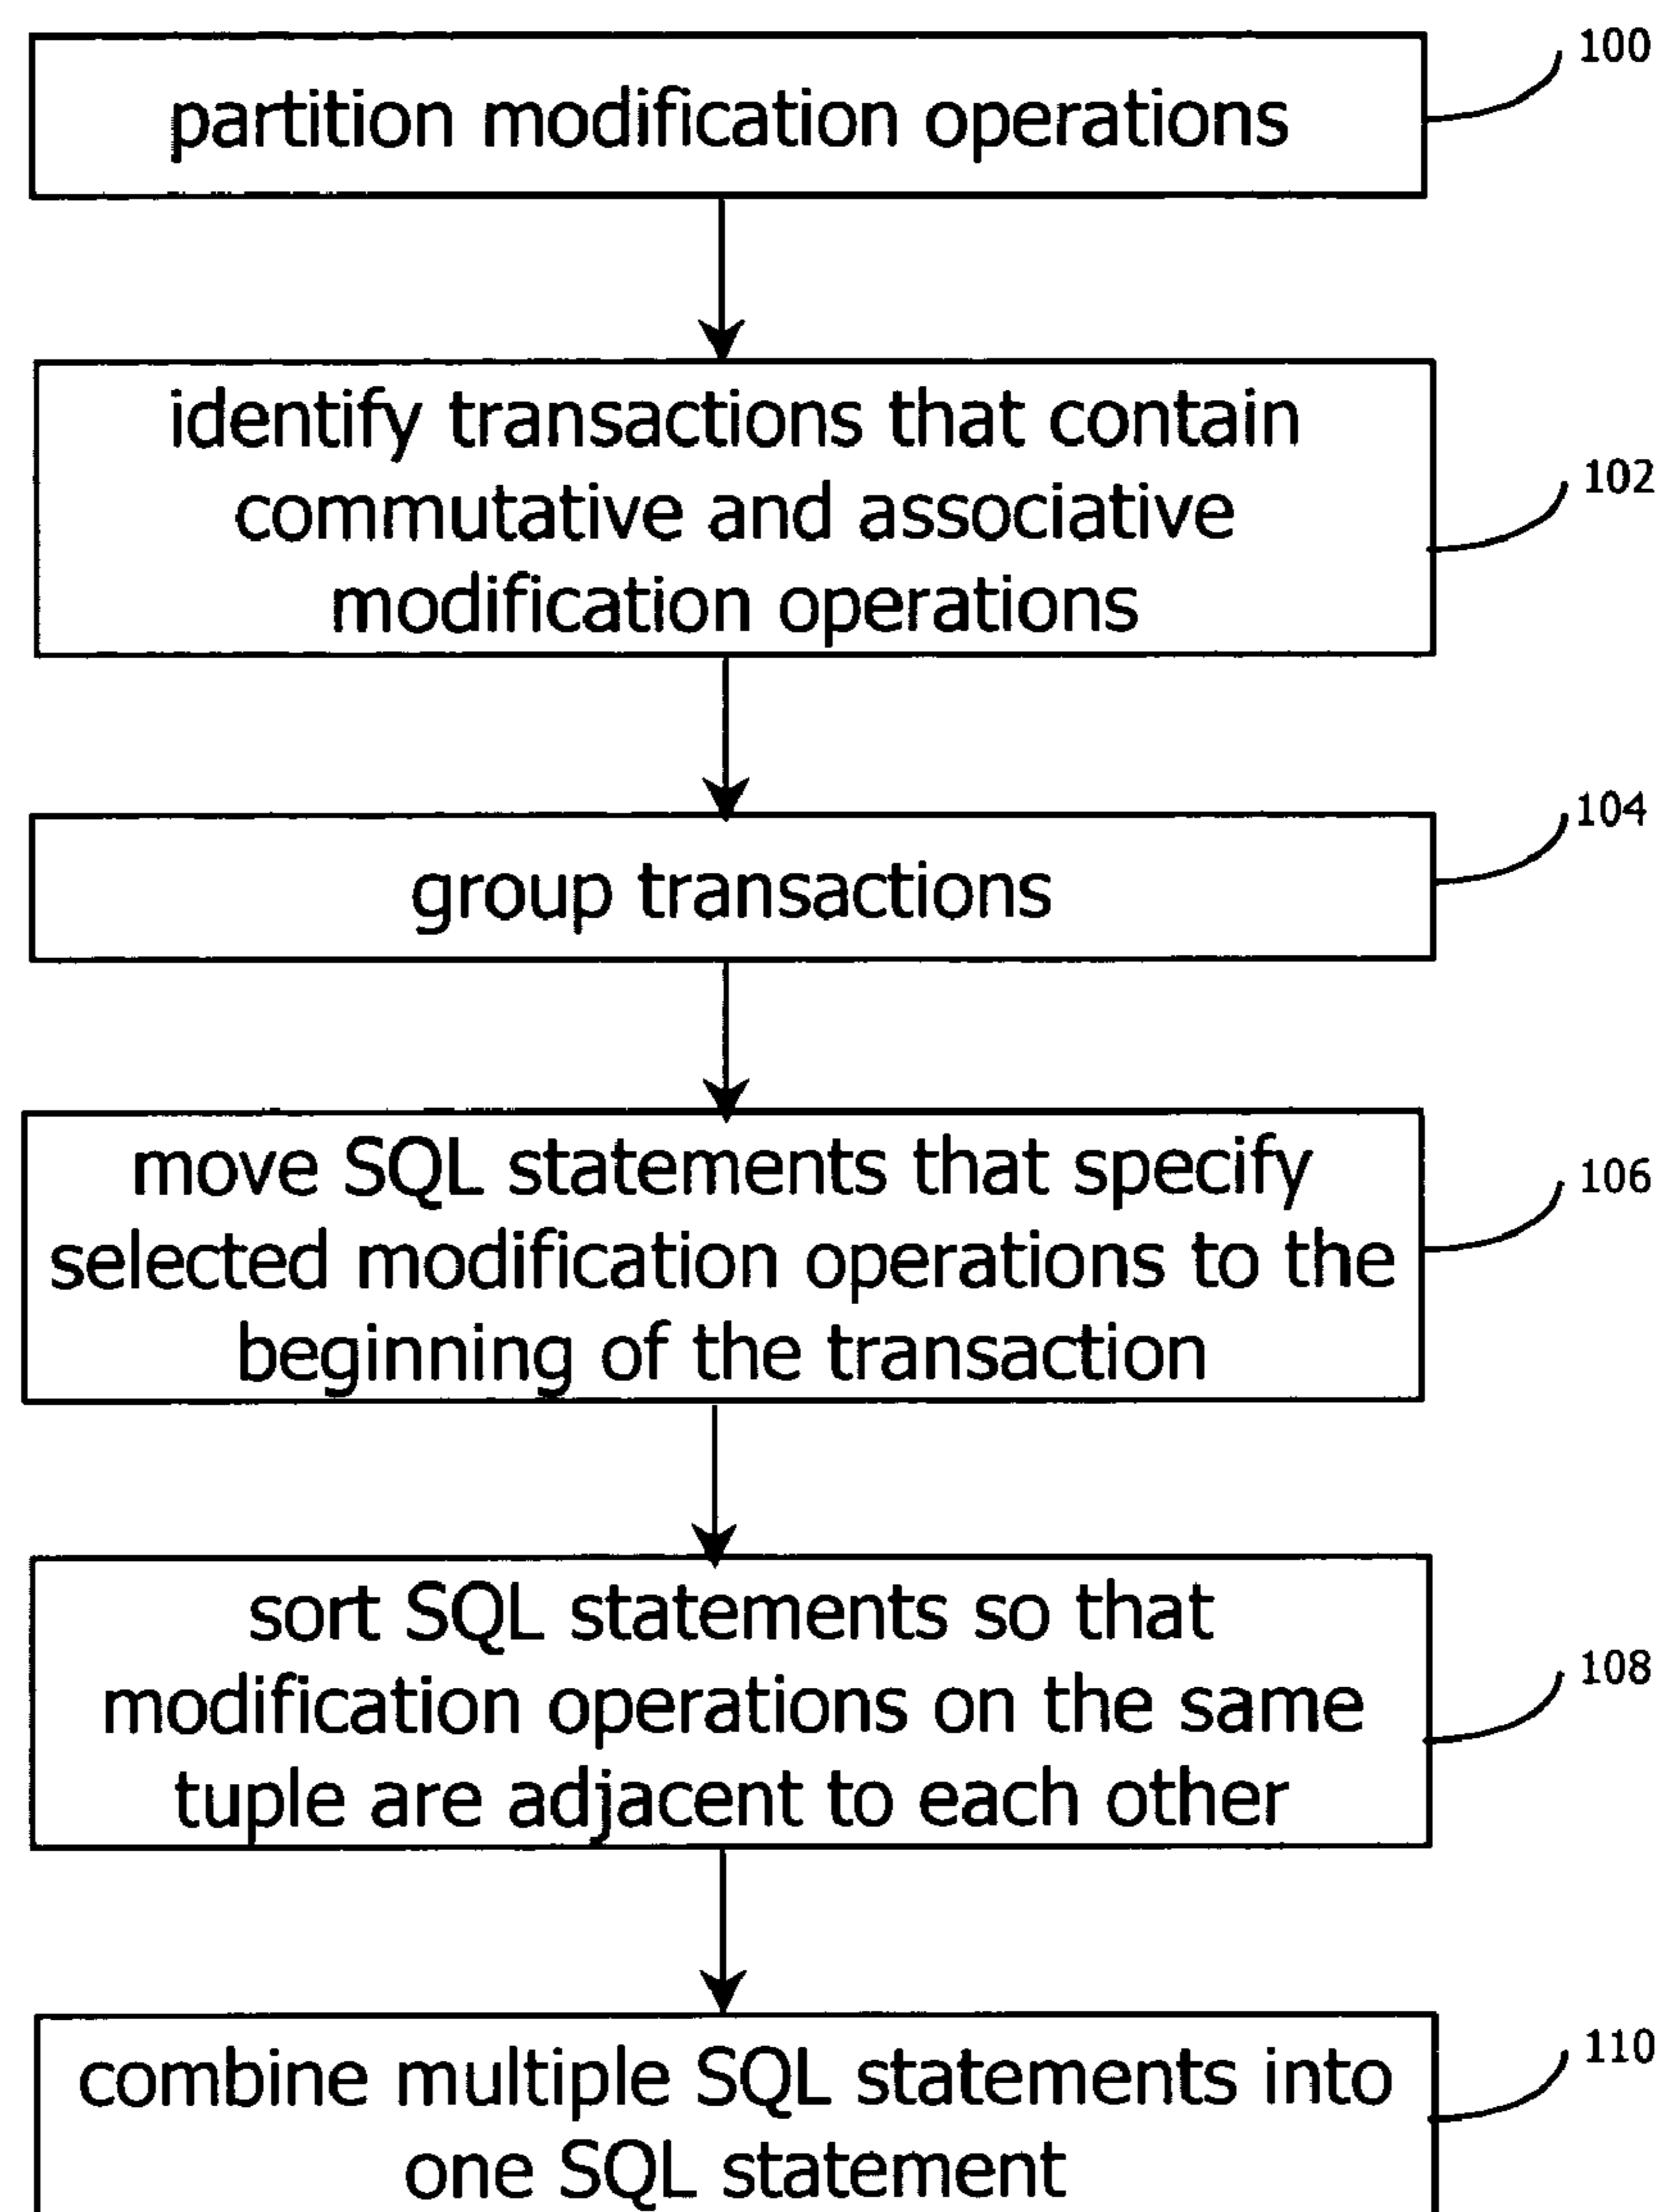 100
partition modification operations
identify transactions that contain
commutative and associative
modification operations
102
104
group transactions
move SQL statements that specify
selected modification operations to the
beginning of the transaction
106
sort SQL statements so that
modification operations on the same
tuple are adjacent to each other
108
combine multiple SQL statements into
one SQL statement
110